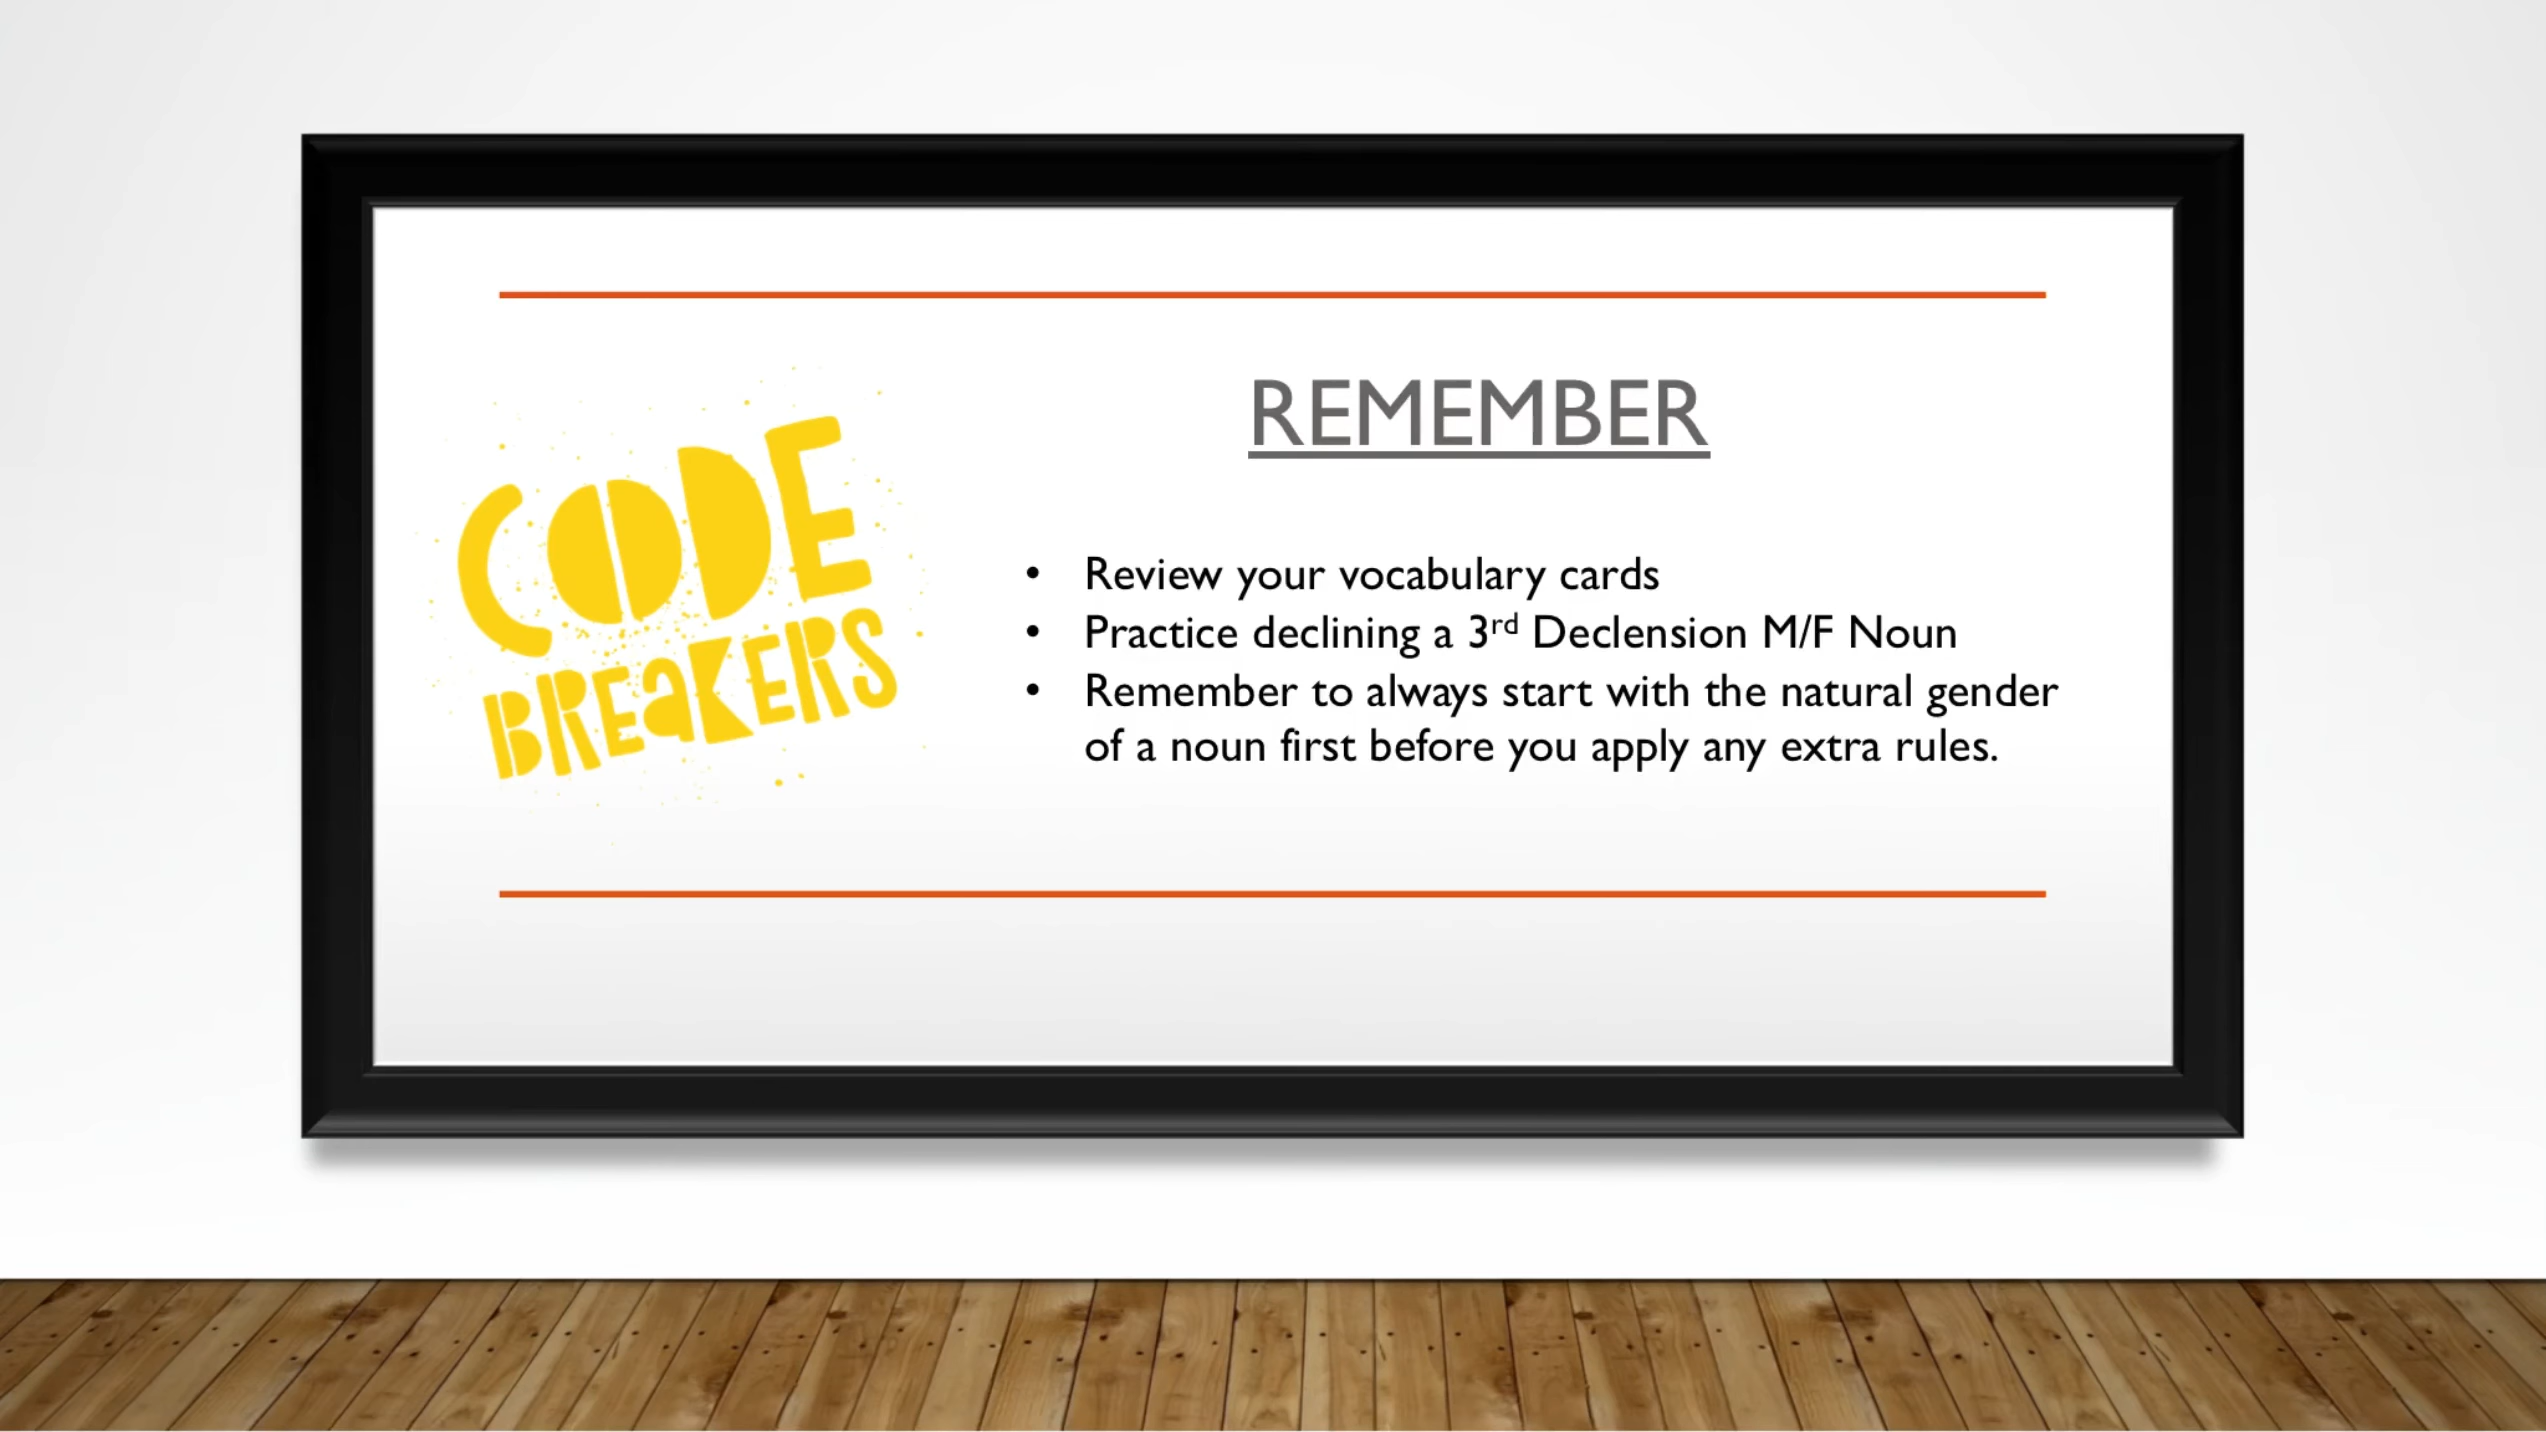 CODE
BREaKERS
REMEMBER
• Review your vocabulary cards
• Practice declining a 3rd Declension M/F Noun
• Remember to always start with the natural gender
of a noun first before you apply any extra rules.